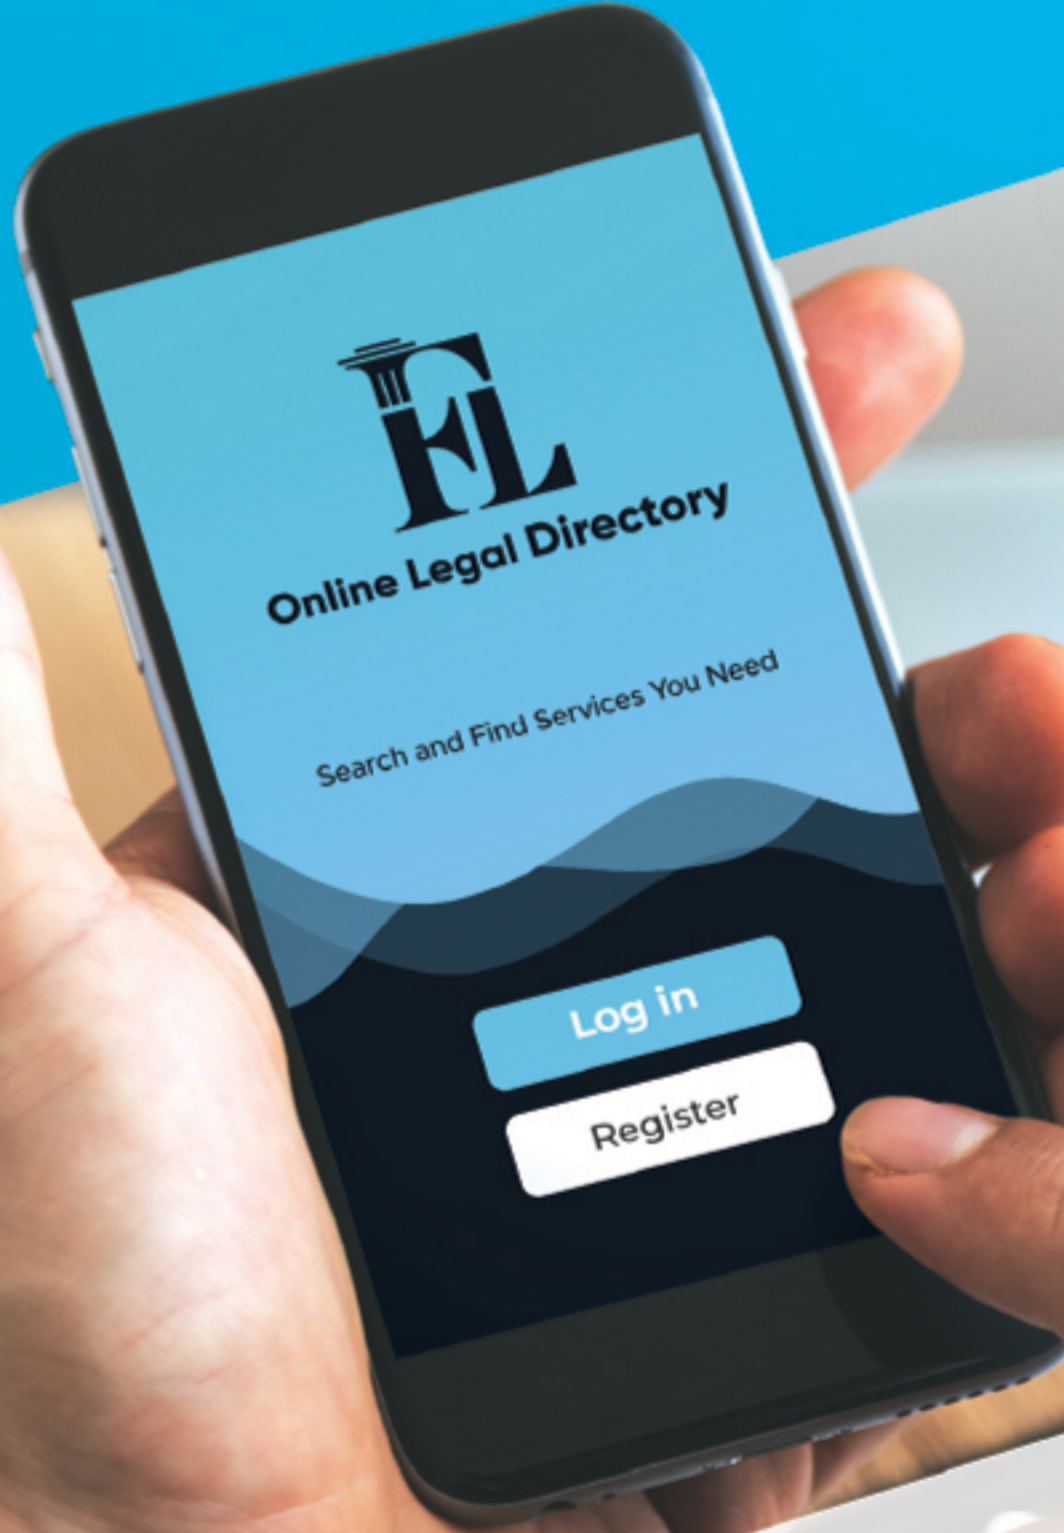 FL
Online Legal Directory
Search and Find Services You Need
Log in
Register